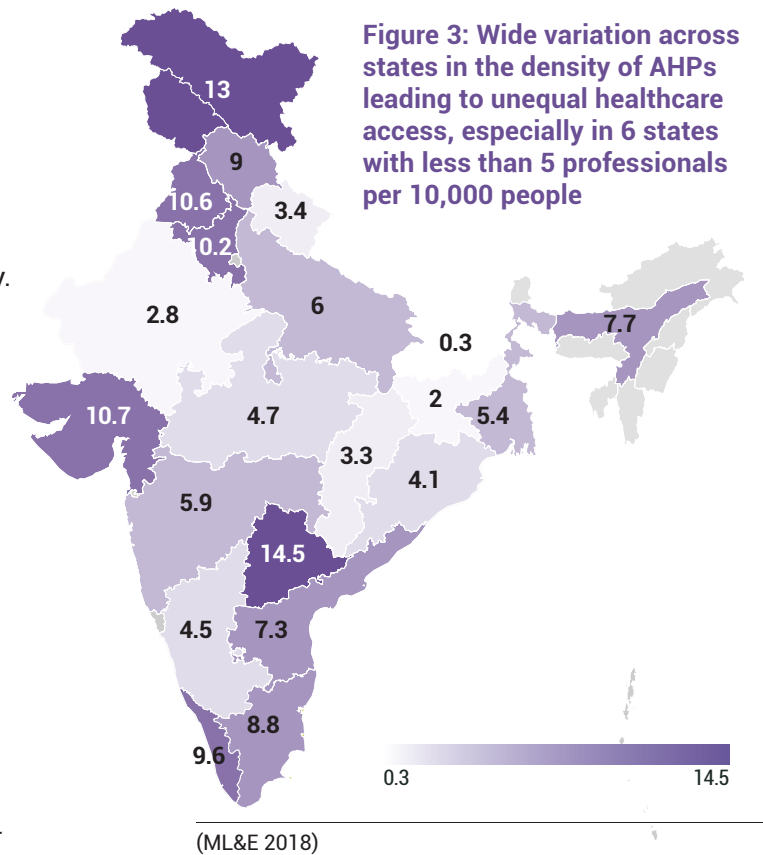 Figure 3: Wide variation across
states in the density of AHPs
leading to unequal healthcare
access, especially in 6 states
with less than 5 professionals
per 10,000 people
13
9
10.6
3.4
10.2
y.
2.8
6
0.3
7.7
10.7
4.7
2
5.4
3.3
4.1
5.9
14.5
4.5
7.3
8.8
9.6
0.3
14.5
(ML&E 2018)